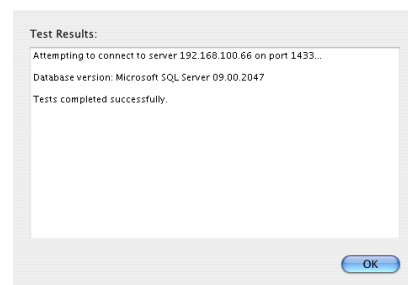 Test Results:
Attempting to connect to server 192.168.100.66 on port 1433...
Database version: Microsoft SQL Server 09.00.2047
Tests completed successfully.
OK